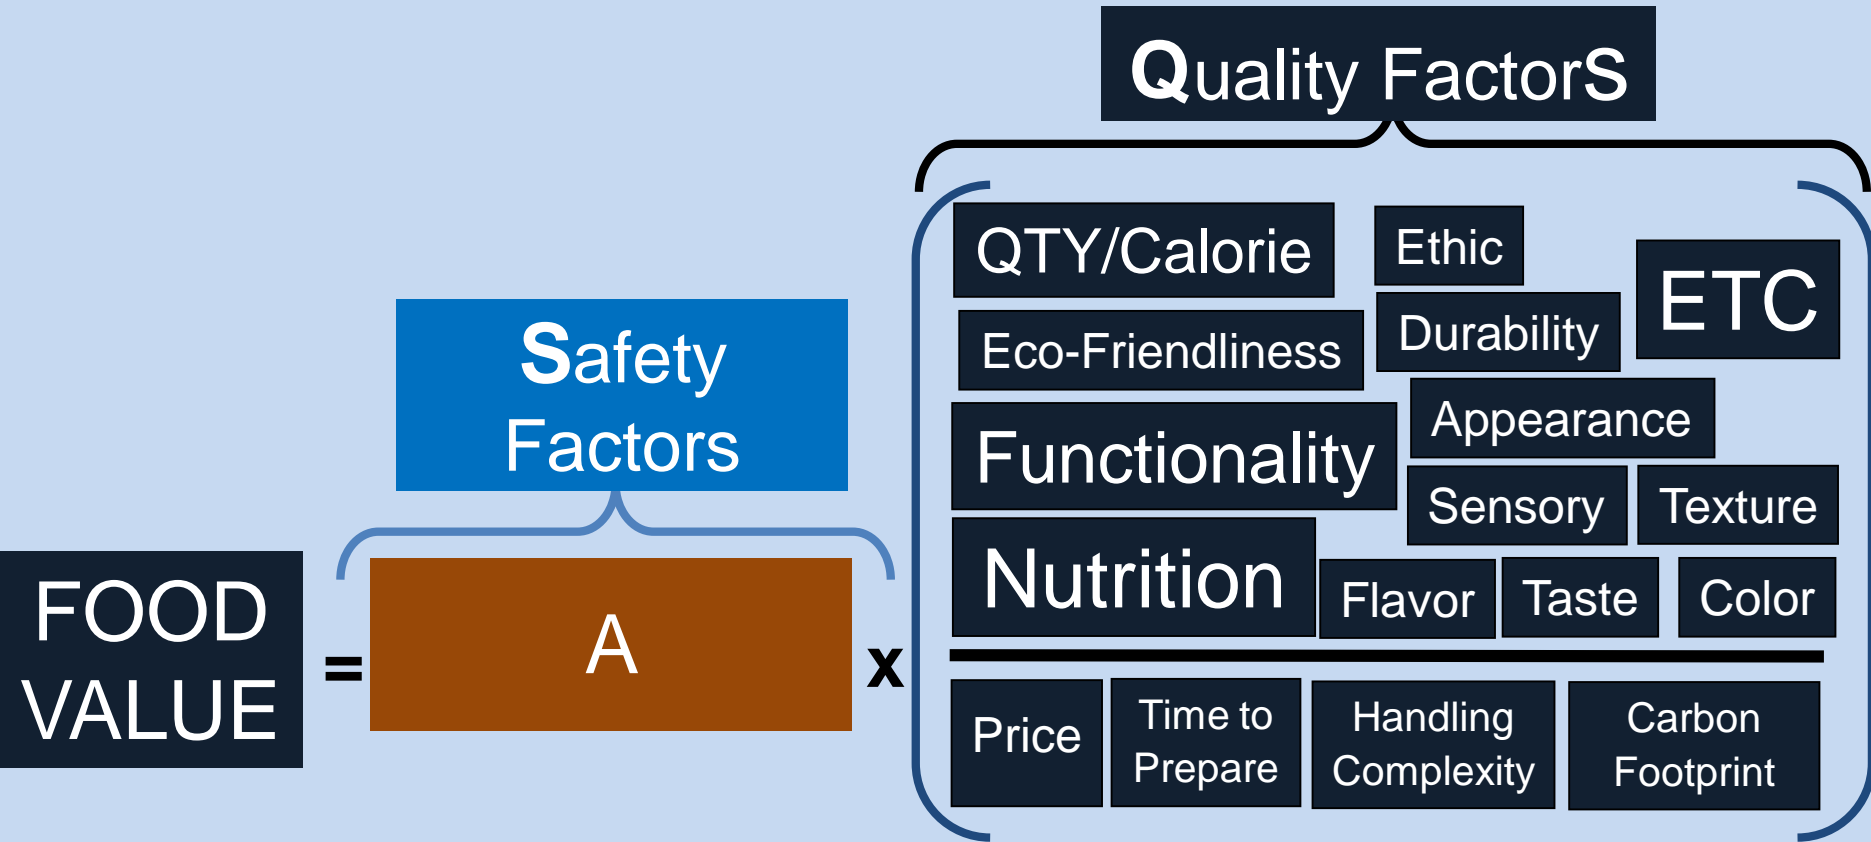 Quality Factors
QTY/Calorie
Ethic
ETC
Eco-Friendliness
Durability
Safety
Factors
Functionality
Appearance
Sensory
Texture
Nutrition
Flavor
Taste
Color
FOOD
VALUE
=
A
x
Price
Time to
Prepare
Handling
Complexity
Carbon
Footprint